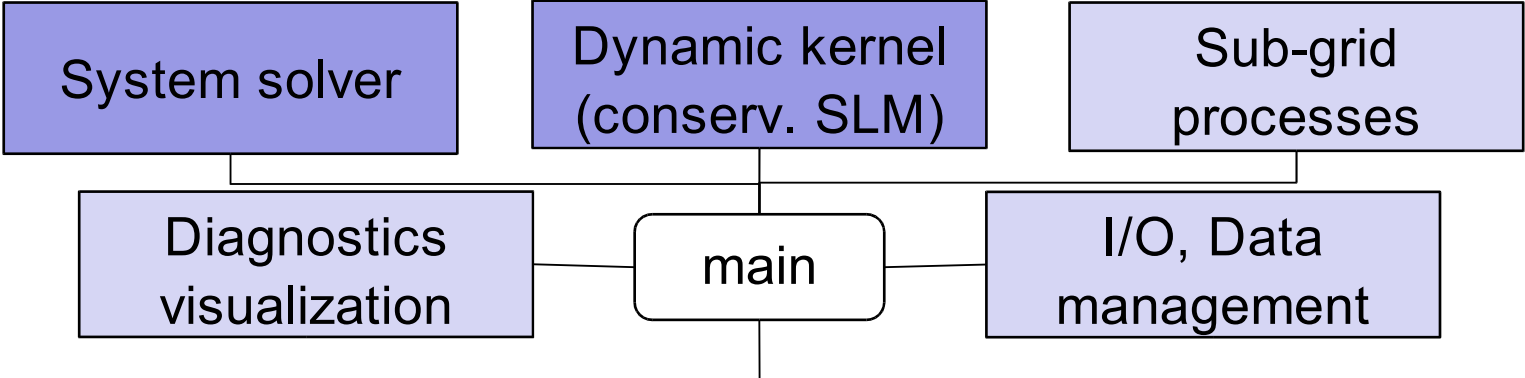 System solver
Dynamic kernel
(conserv. SLM)
Sub-grid
processes
Diagnostics
visualization
main
I/O, Data
management